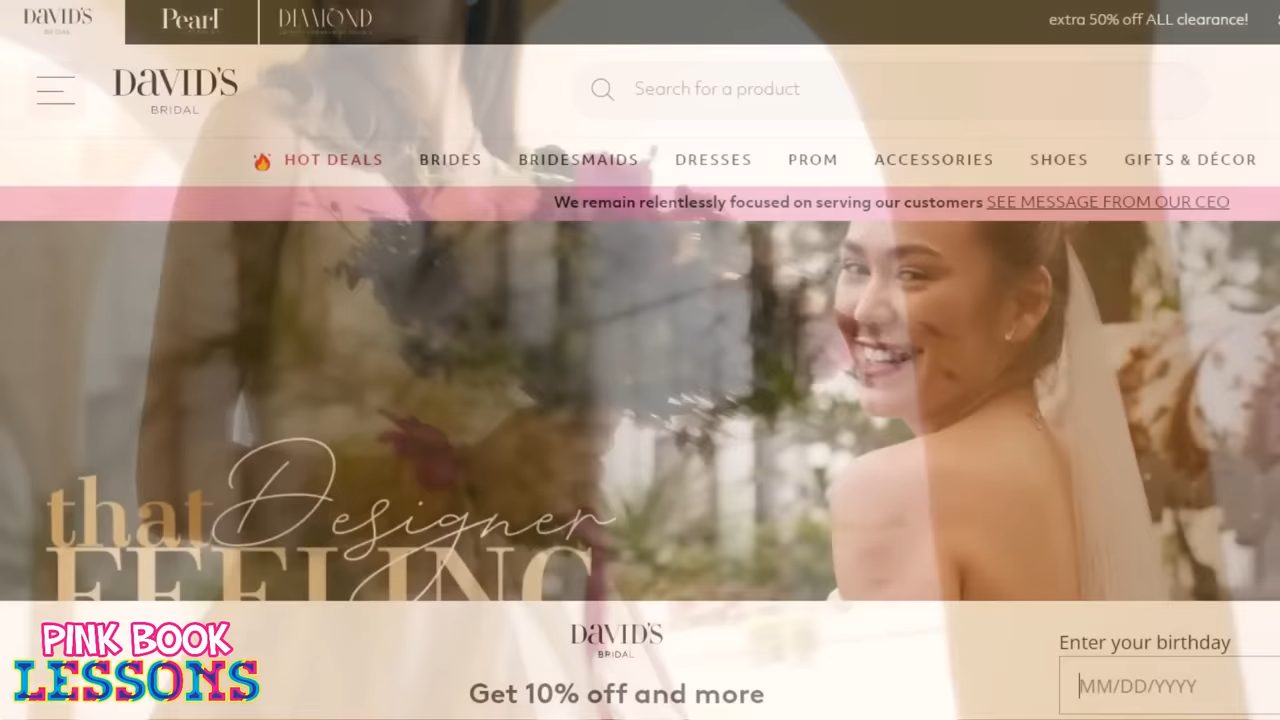 DAVID'S
BRIDAL
Pearl
DIAMOND
extra 50% off ALL clearance!
DAVID'S
BRIDAL
Search for a product
HOT DEALS BRIDES BRIDESMAIDS DRESSES PROM ACCESSORIES SHOES GIFTS & DÉCOR
We remain relentlessly focused on serving our customers SEE MESSAGE FROM OUR CEO
that Designer
FEELING
DAVID'S
BRIDAL
Get 10% off and more
Enter your birthday
MM/DD/YYYY
PINK BOOK
LESSONS